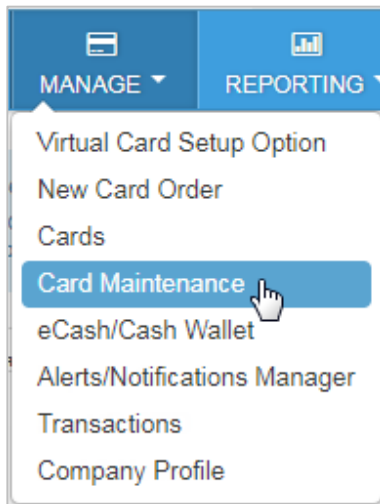 MANAGE
REPORTING
Virtual Card Setup Option
New Card Order
Cards
Card Maintenance
eCash/Cash Wallet
Alerts/Notifications Manager
Transactions
Company Profile